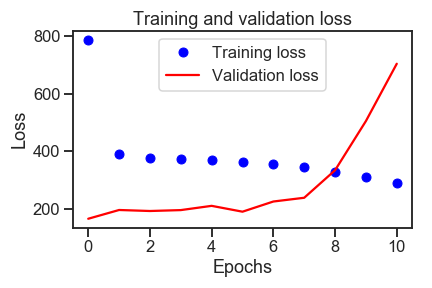 Training and validation loss
800
Training loss
Validation loss
600
Loss
400
200
0 2 4 6 8 10
Epochs